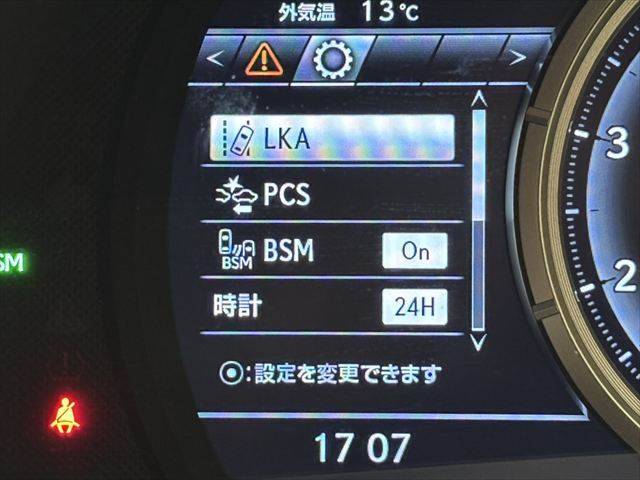 外気温 13℃
< >
LKA
PCS
BSM BSM On
時計 24H
⦿:設定を変更できます
17 07
SM
3
2